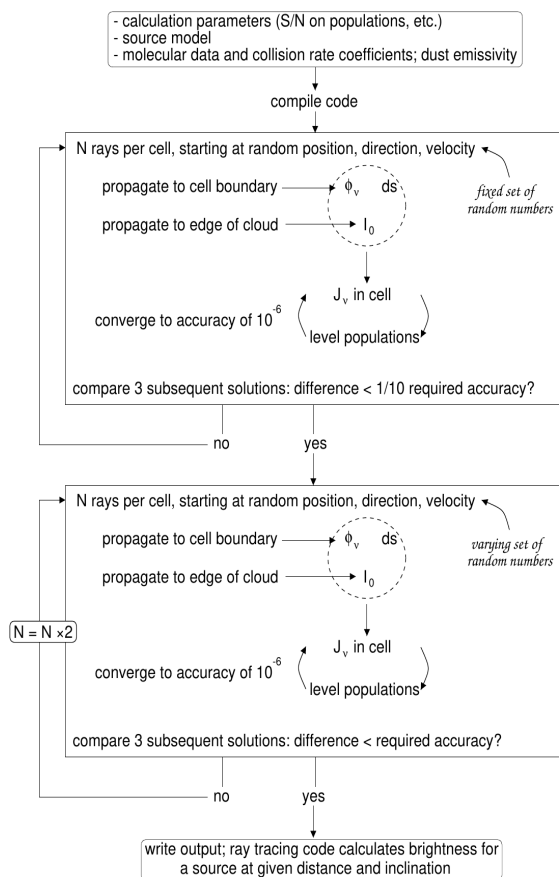 - calculation parameters (S/N on populations, etc.)
- source model
- molecular data and collision rate coefficients; dust emissivity
compile code
N rays per cell, starting at random position, direction, velocity
fixed set of
random numbers
propagate to cell boundary
ϕᵥ ds
propagate to edge of cloud
I₀
Jᵥ in cell
converge to accuracy of 10⁻⁶
level populations
compare 3 subsequent solutions: difference < 1/10 required accuracy?
no yes
N rays per cell, starting at random position, direction, velocity
varying set of
random numbers
propagate to cell boundary
ϕᵥ ds
propagate to edge of cloud
I₀
N = N ×2
Jᵥ in cell
converge to accuracy of 10⁻⁶
level populations
compare 3 subsequent solutions: difference < required accuracy?
no yes
write output; ray tracing code calculates brightness for
a source at given distance and inclination